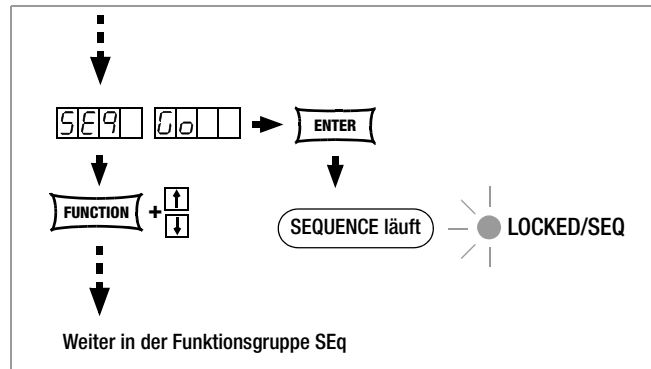 SEq Go
ENTER
FUNCTION + ↑ ↓
SEQUENCE läuft
LOCKED/SEQ
Weiter in der Funktionsgruppe SEq